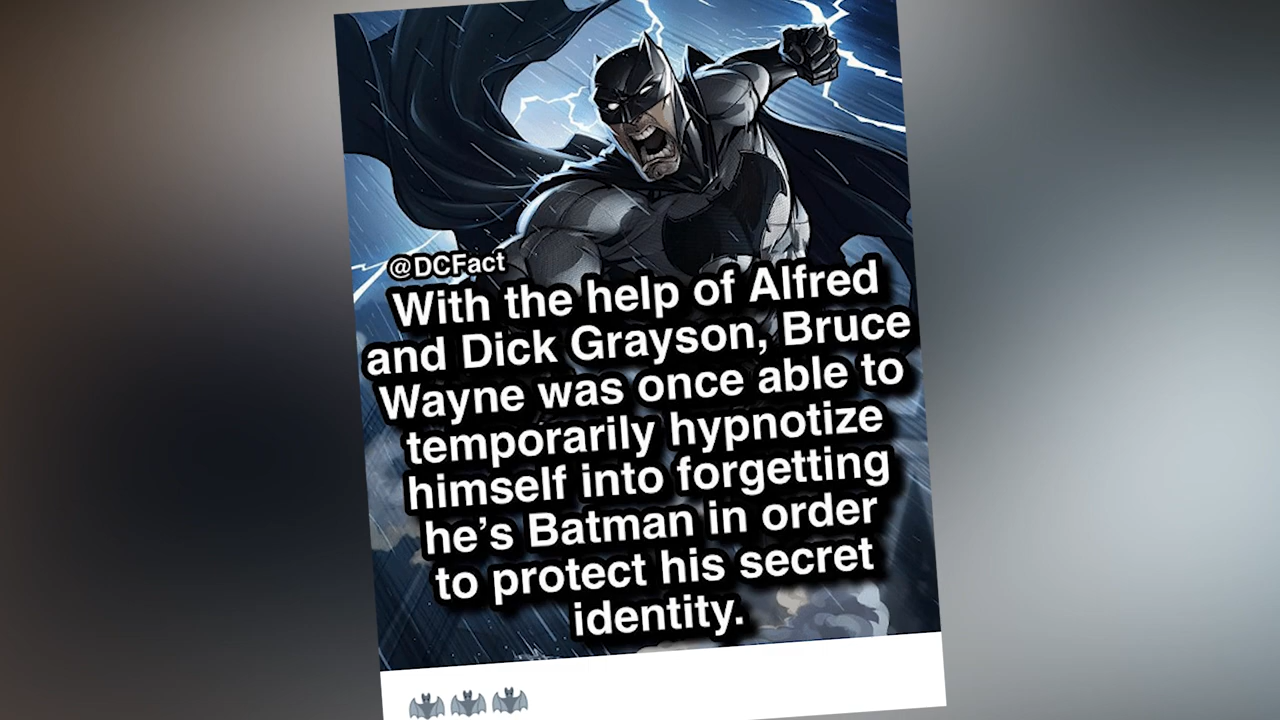 @DCFact
With the help of Alfred
and Dick Grayson, Bruce
Wayne was once able to
temporarily hypnotize
himself into forgetting
he’s Batman in order
to protect his secret
identity.